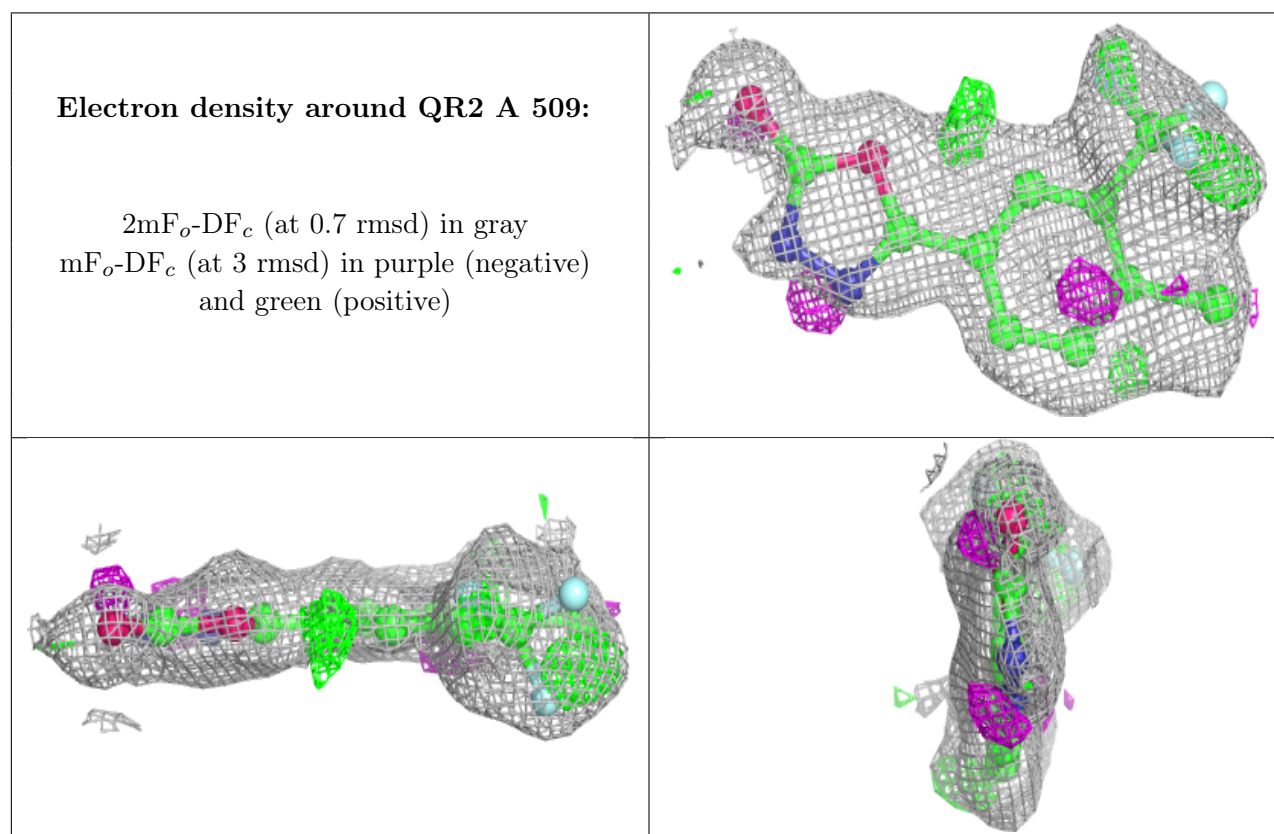 Electron density around QR2 A 509:
2mFo-DFc (at 0.7 rmsd) in gray
mFo-DFc (at 3 rmsd) in purple (negative)
and green (positive)